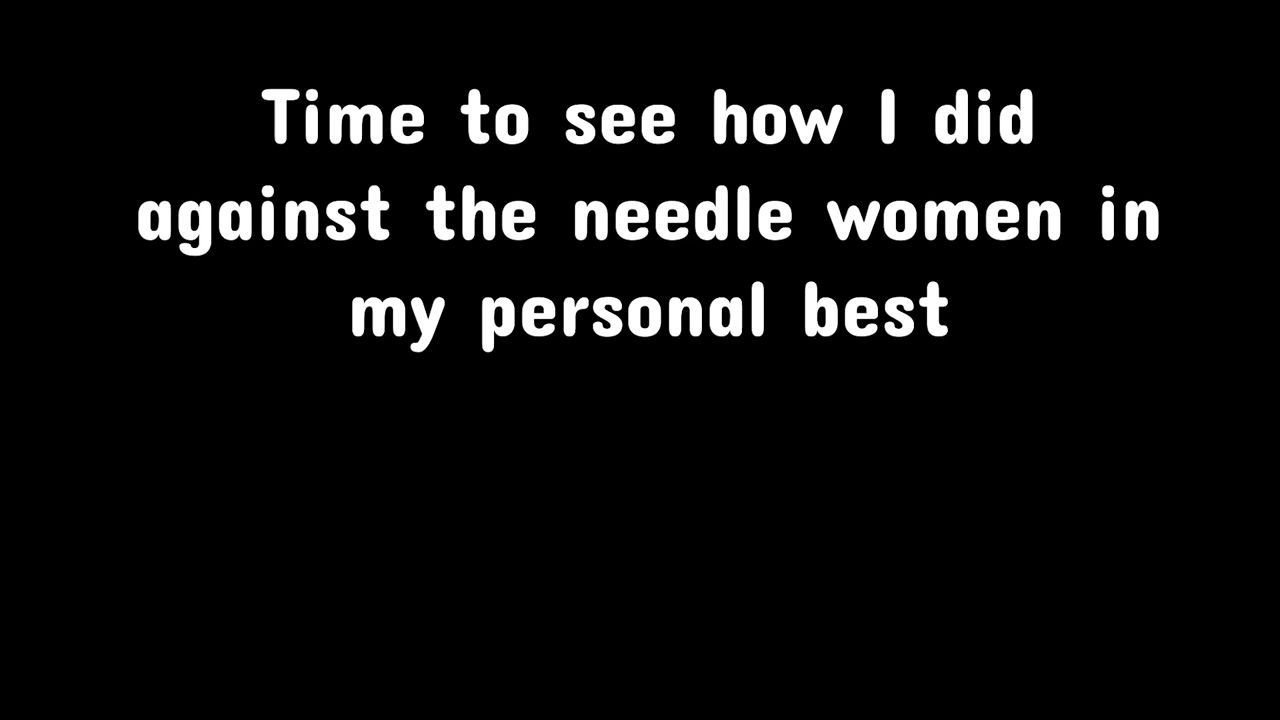 Time to see how I did
against the needle women in
my personal best